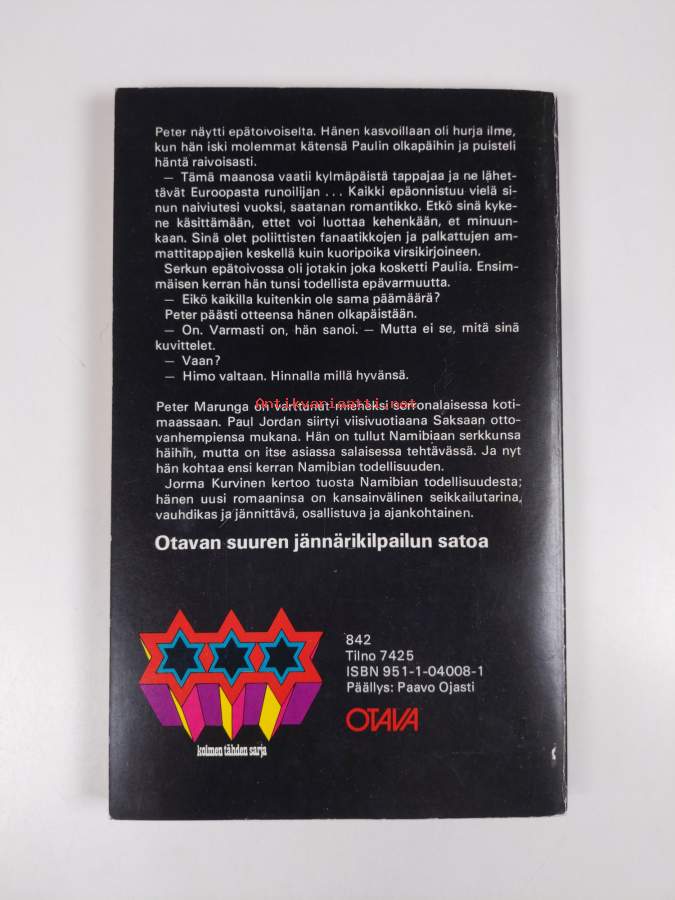 Peter näytti epätoivoiselta. Hänen kasvoillaan oli hurja ilme,
kun hän iski molemmat kätensä Paulin olkapäihin ja puisteli
häntä raivoisasti.
— Tämä maanosa vaatii kylmäpäistä tappajaa ja ne lähet-
tävät Euroopasta runoilijan ... Kaikki epäonnistuu vielä si-
nun naiviutesi vuoksi, saatanan romantikko. Etkö sinä kyke-
ne käsittämään, ettet voi luottaa kehenkään, et minuun-
kaan. Sinä olet poliittisten fanaatikkojen ja palkattujen am-
mattitappajien keskellä kuin kuoripoika virsikirjoineen.
Serkun epätoivossa oli jotakin joka kosketti Paulia. Ensim-
mäisen kerran hän tunsi todellista epävarmuutta.
— Eikö kaikilla kuitenkin ole sama päämäärä?
Peter päästi otteensa hänen olkapäistään.
— On. Varmasti on, hän sanoi. — Mutta ei se, mitä sinä
kuvittelet.
— Vaan?
— Himo valtaan. Hinnalla millä hyvänsä.
Antikvariaatti.net
Peter Marunga on varttunut mieheksi sorronalaisessa koti-
maassaan. Paul Jordan siirtyi viisivuotiaana Saksaan otto-
vanhempiensa mukana. Hän on tullut Namibiaan serkkunsa
häihin, mutta on itse asiassa salaisessa tehtävässä. Ja nyt
hän kohtaa ensi kerran Namibian todellisuuden.
Jorma Kurvinen kertoo tuosta Namibian todellisuudesta;
hänen uusi romaaninsa on kansainvälinen seikkailutarina,
vauhdikas ja jännittävä, osallistuva ja ajankohtainen.
Otavan suuren jännärikilpailun satoa
842
Tilno 7425
ISBN 951-1-04008-1
Päällys: Paavo Ojasti
OTAVA
kolmen tähden sarja